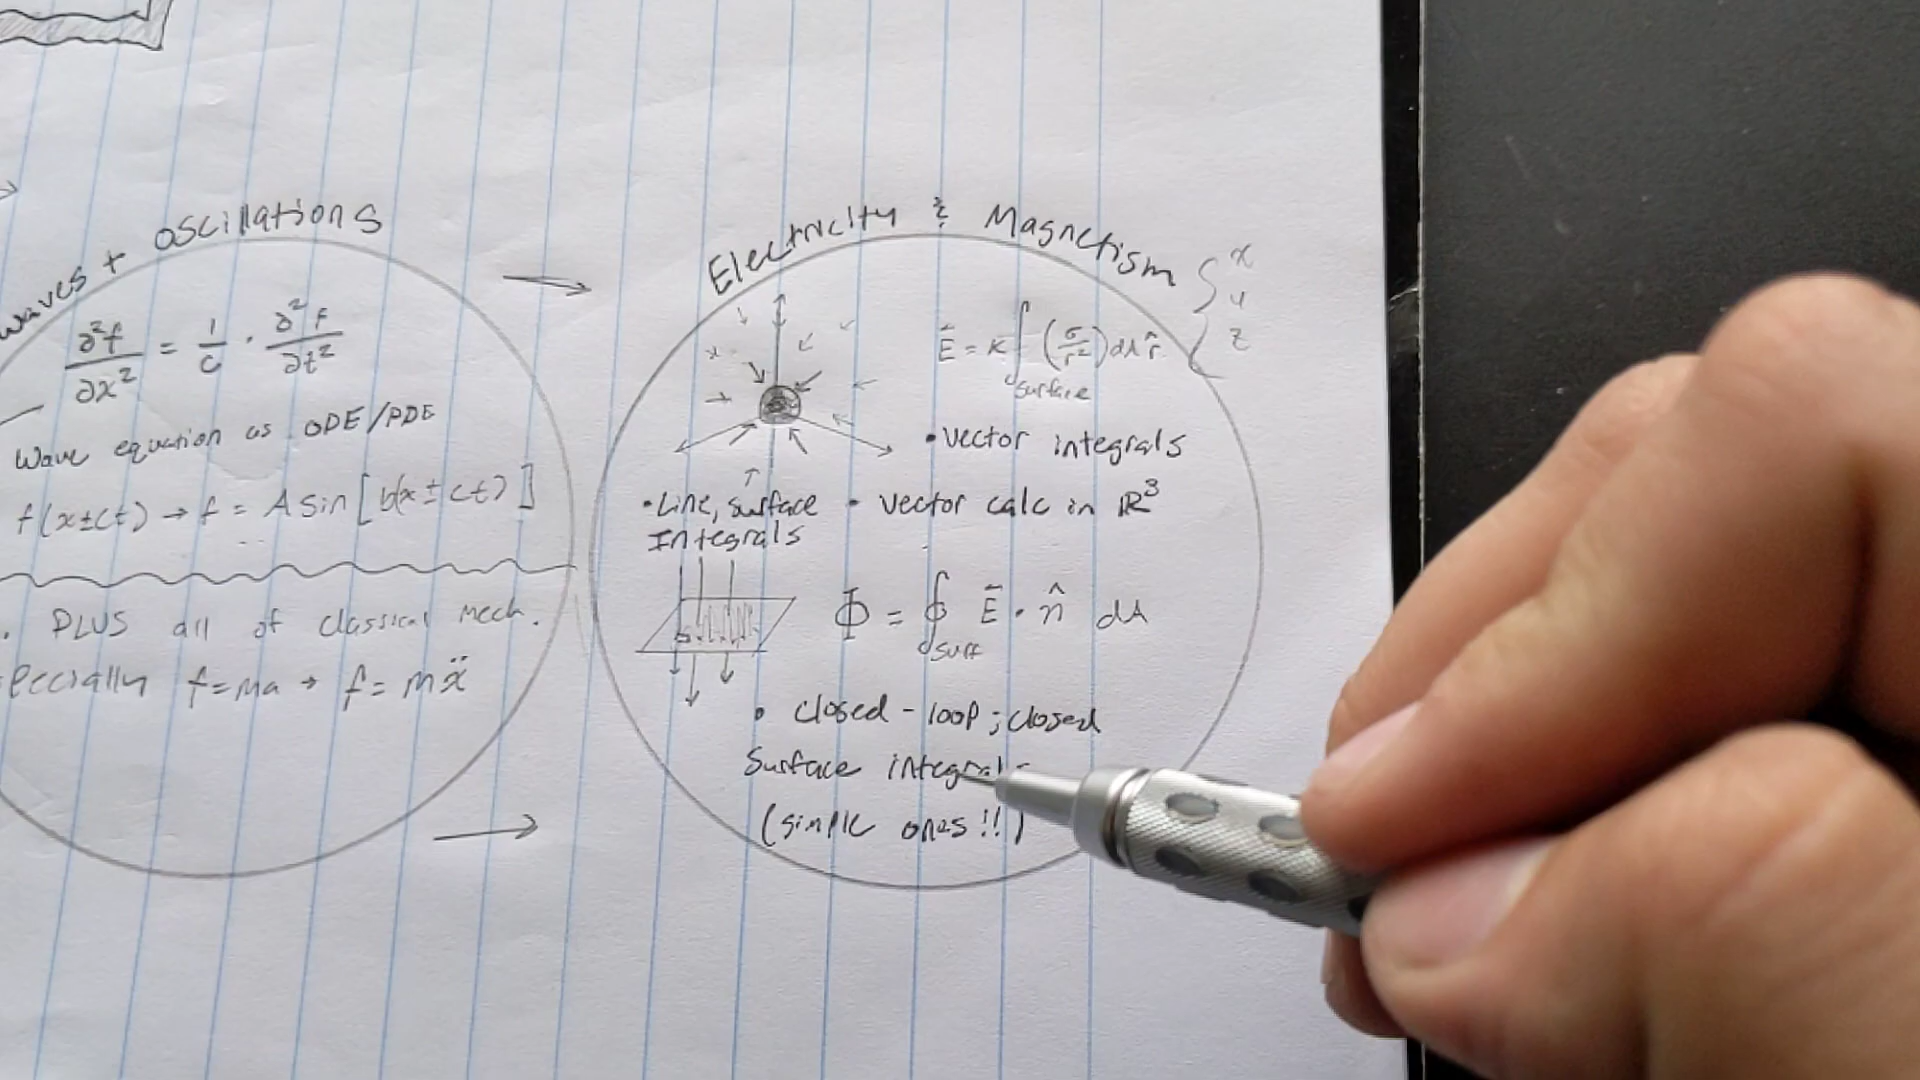 Waves + Oscillations
∂²f/∂x² = 1/c · ∂²f/∂t²
Wave equation as ODE/PDE
f(x±ct) → f = A sin[b(x±ct)]
PLUS all of classical mech.
f=ma → f=mẍ
Electricity & Magnetism { x y z
E⃗ = K ∫surface (σ/r²) dA r̂
• Vector integrals
• Line, surface
Integrals
• Vector calc in ℝ³
Φ = ∮surf E⃗ · n̂ dA
• closed-loop; closed
Surface integrals
(simple ones!!)